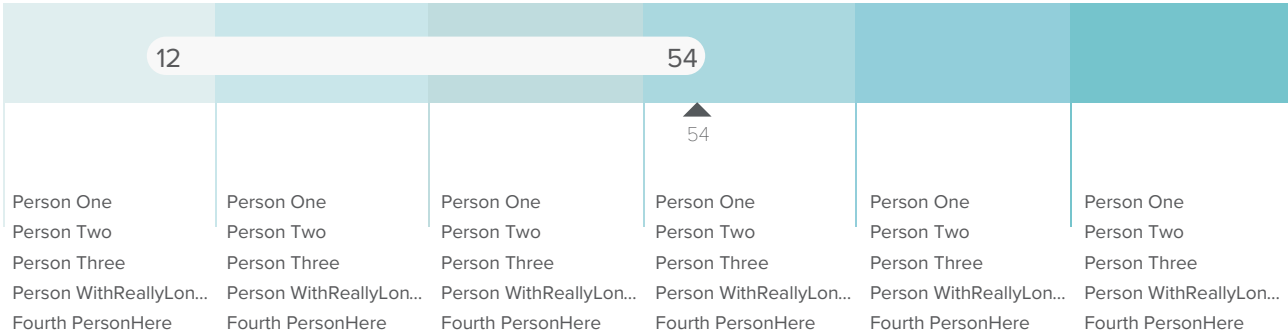 12 54
54
Person One Person One Person One Person One Person One Person One
Person Two Person Two Person Two Person Two Person Two Person Two
Person Three Person Three Person Three Person Three Person Three Person Three
Person WithReallyLon... Person WithReallyLon... Person WithReallyLon... Person WithReallyLon... Person WithReallyLon... Person WithReallyLon...
Fourth PersonHere Fourth PersonHere Fourth PersonHere Fourth PersonHere Fourth PersonHere Fourth PersonHere